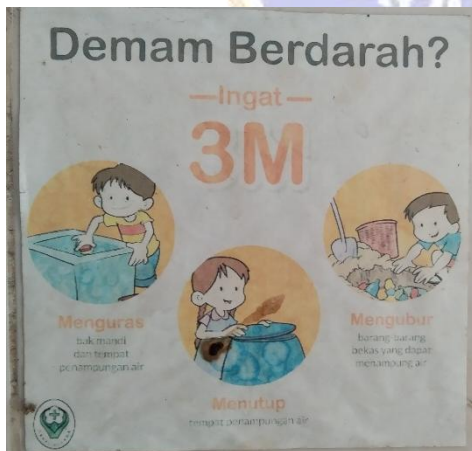 Demam Berdarah?
—Ingat—
3M
Menguras
bak mandi
dan tempat
penampungan air
Menutup
tempat penampungan air
Mengubur
barang-barang
bekas yang dapat
menampung air